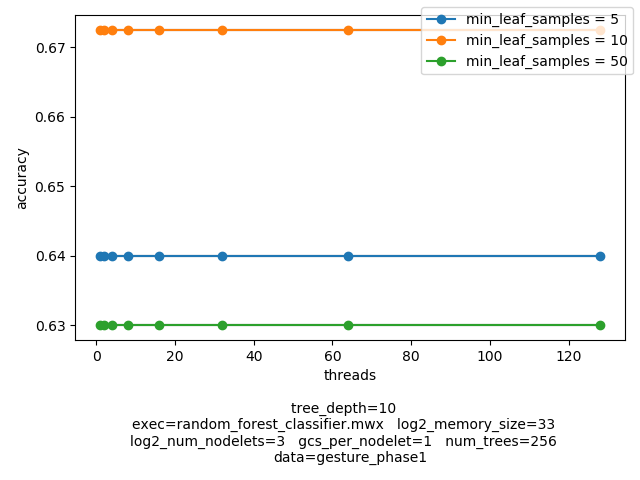 min_leaf_samples = 5
min_leaf_samples = 10
min_leaf_samples = 50
0.67
0.66
0.65
0.64
0.63
accuracy
0 20 40 60 80 100 120
threads
tree_depth=10
exec=random_forest_classifier.mwx log2_memory_size=33
log2_num_nodelets=3 gcs_per_nodelet=1 num_trees=256
data=gesture_phase1